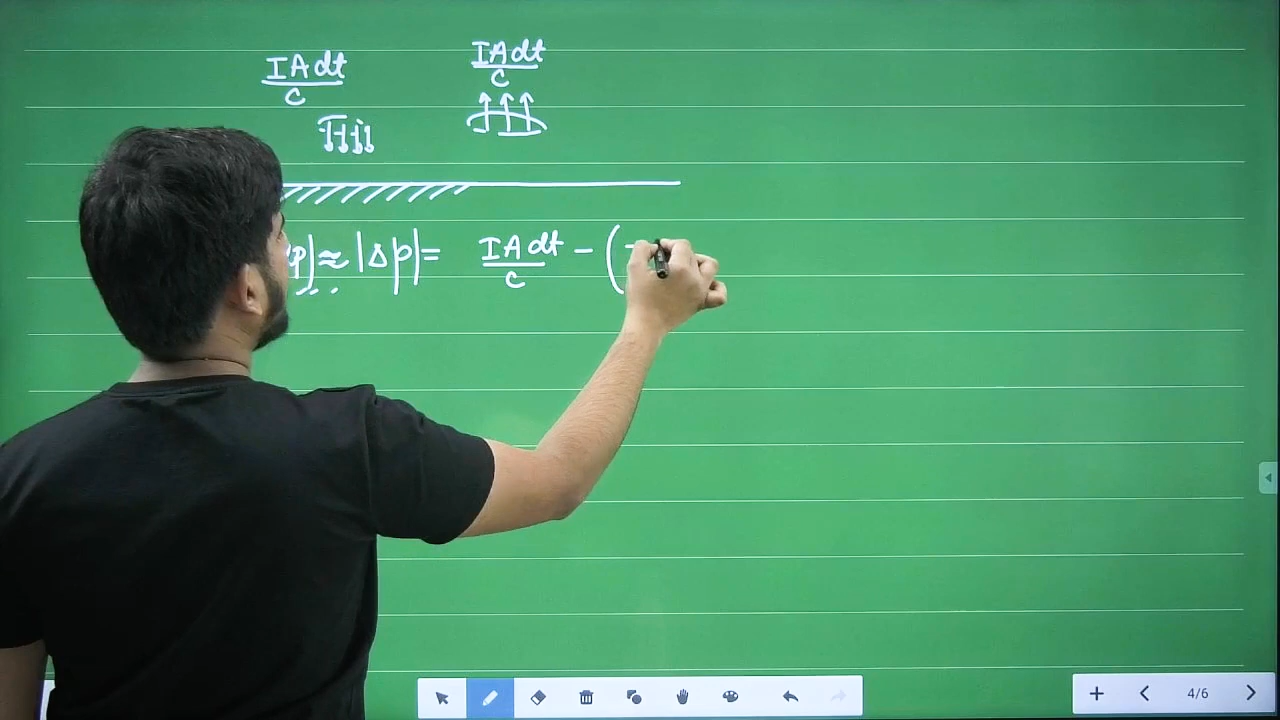 IAdt/c
IAdt/c
p| ≈ |Δp| = IAdt/c - (
4/6